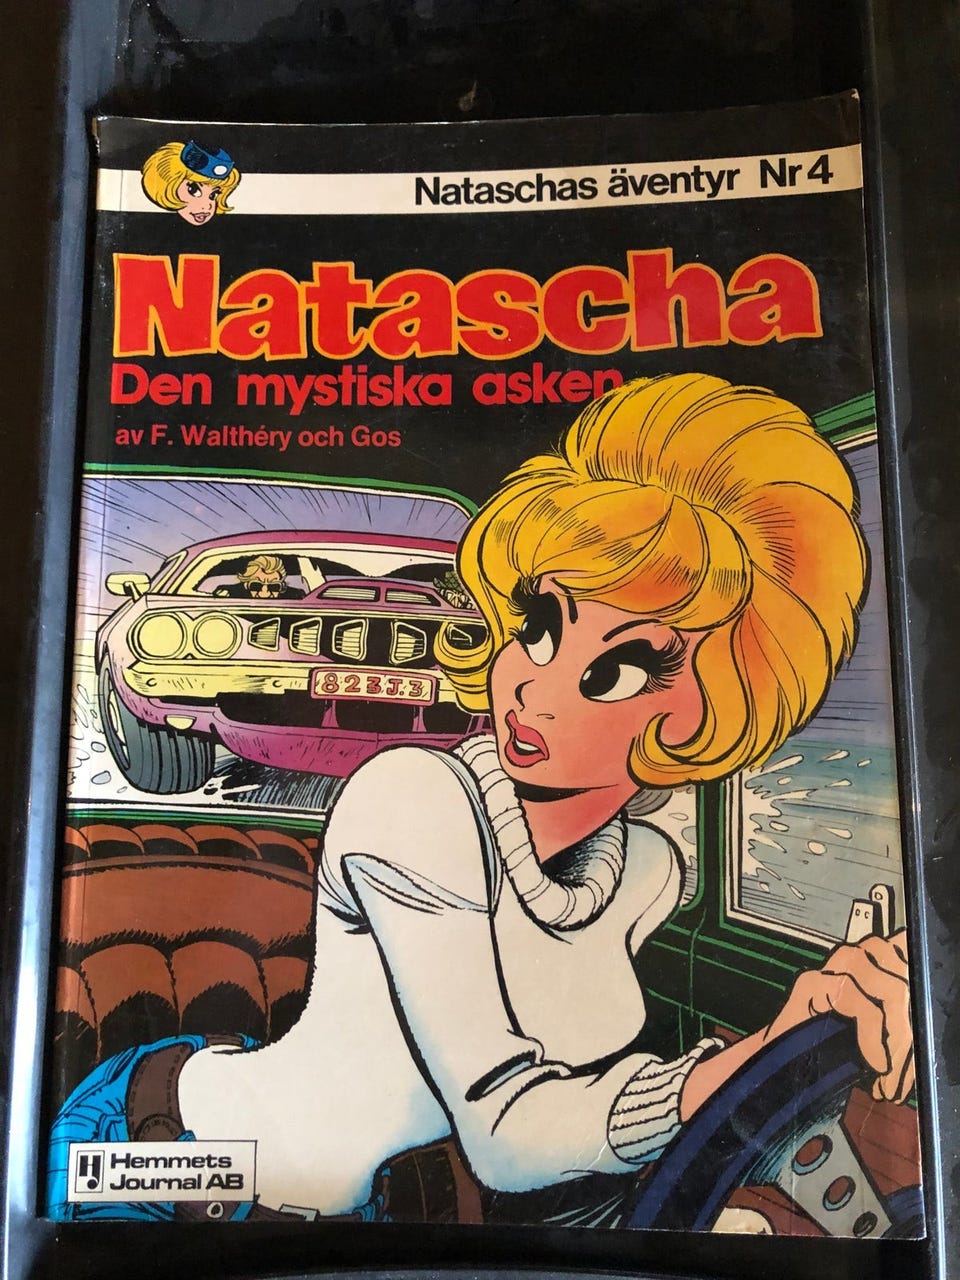 Nataschas äventyr Nr 4
Natascha
Den mystiska asken
av F. Walthéry och Gos
823J.3
Hemmets
Journal AB